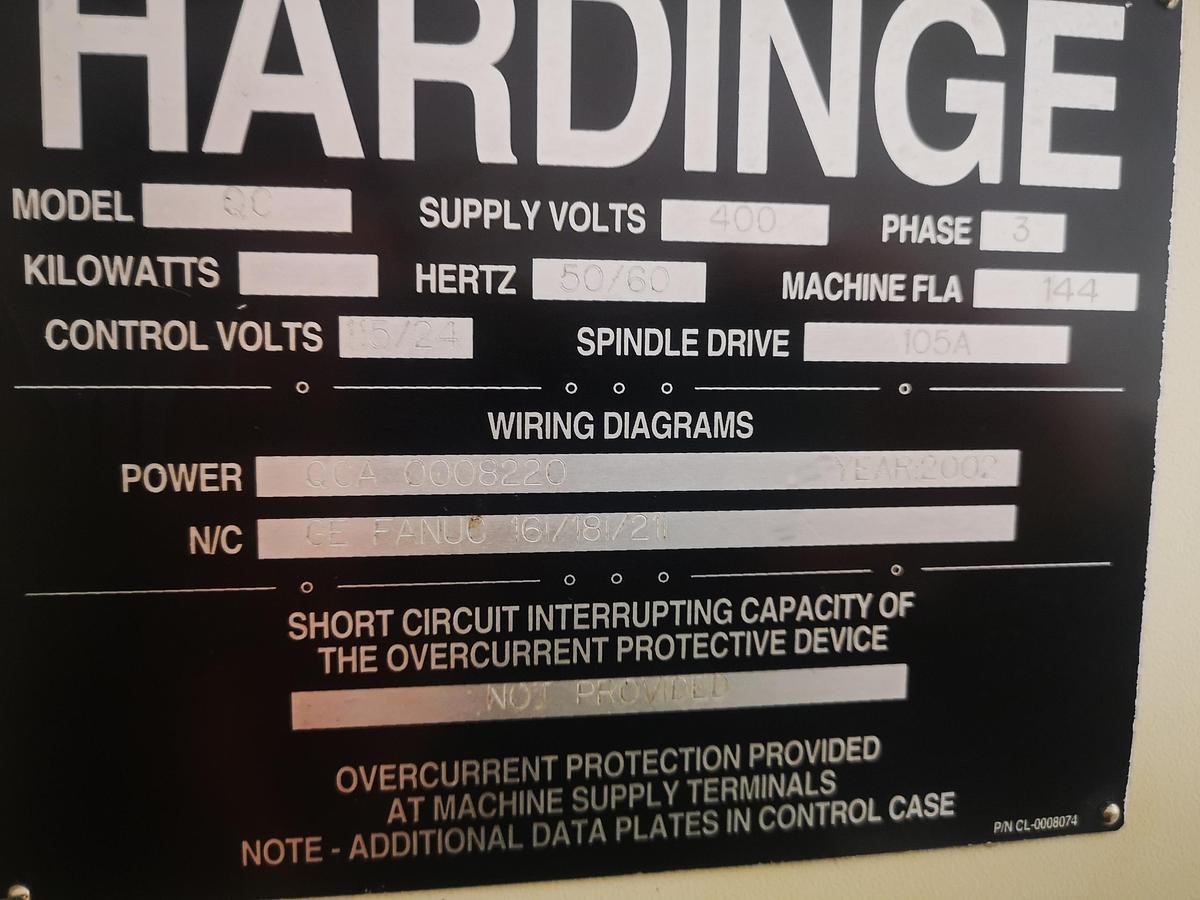 HARDINGE
MODEL QC SUPPLY VOLTS 400 PHASE 3
KILOWATTS HERTZ 50/60 MACHINE FLA 144
CONTROL VOLTS 115/24 SPINDLE DRIVE 105A
WIRING DIAGRAMS
POWER QCA 0008220 YEAR:2002
N/C GE FANUC 16i/18i/21i
SHORT CIRCUIT INTERRUPTING CAPACITY OF
THE OVERCURRENT PROTECTIVE DEVICE
NOT PROVIDED
OVERCURRENT PROTECTION PROVIDED
AT MACHINE SUPPLY TERMINALS
NOTE - ADDITIONAL DATA PLATES IN CONTROL CASE
P/N CL-0008074